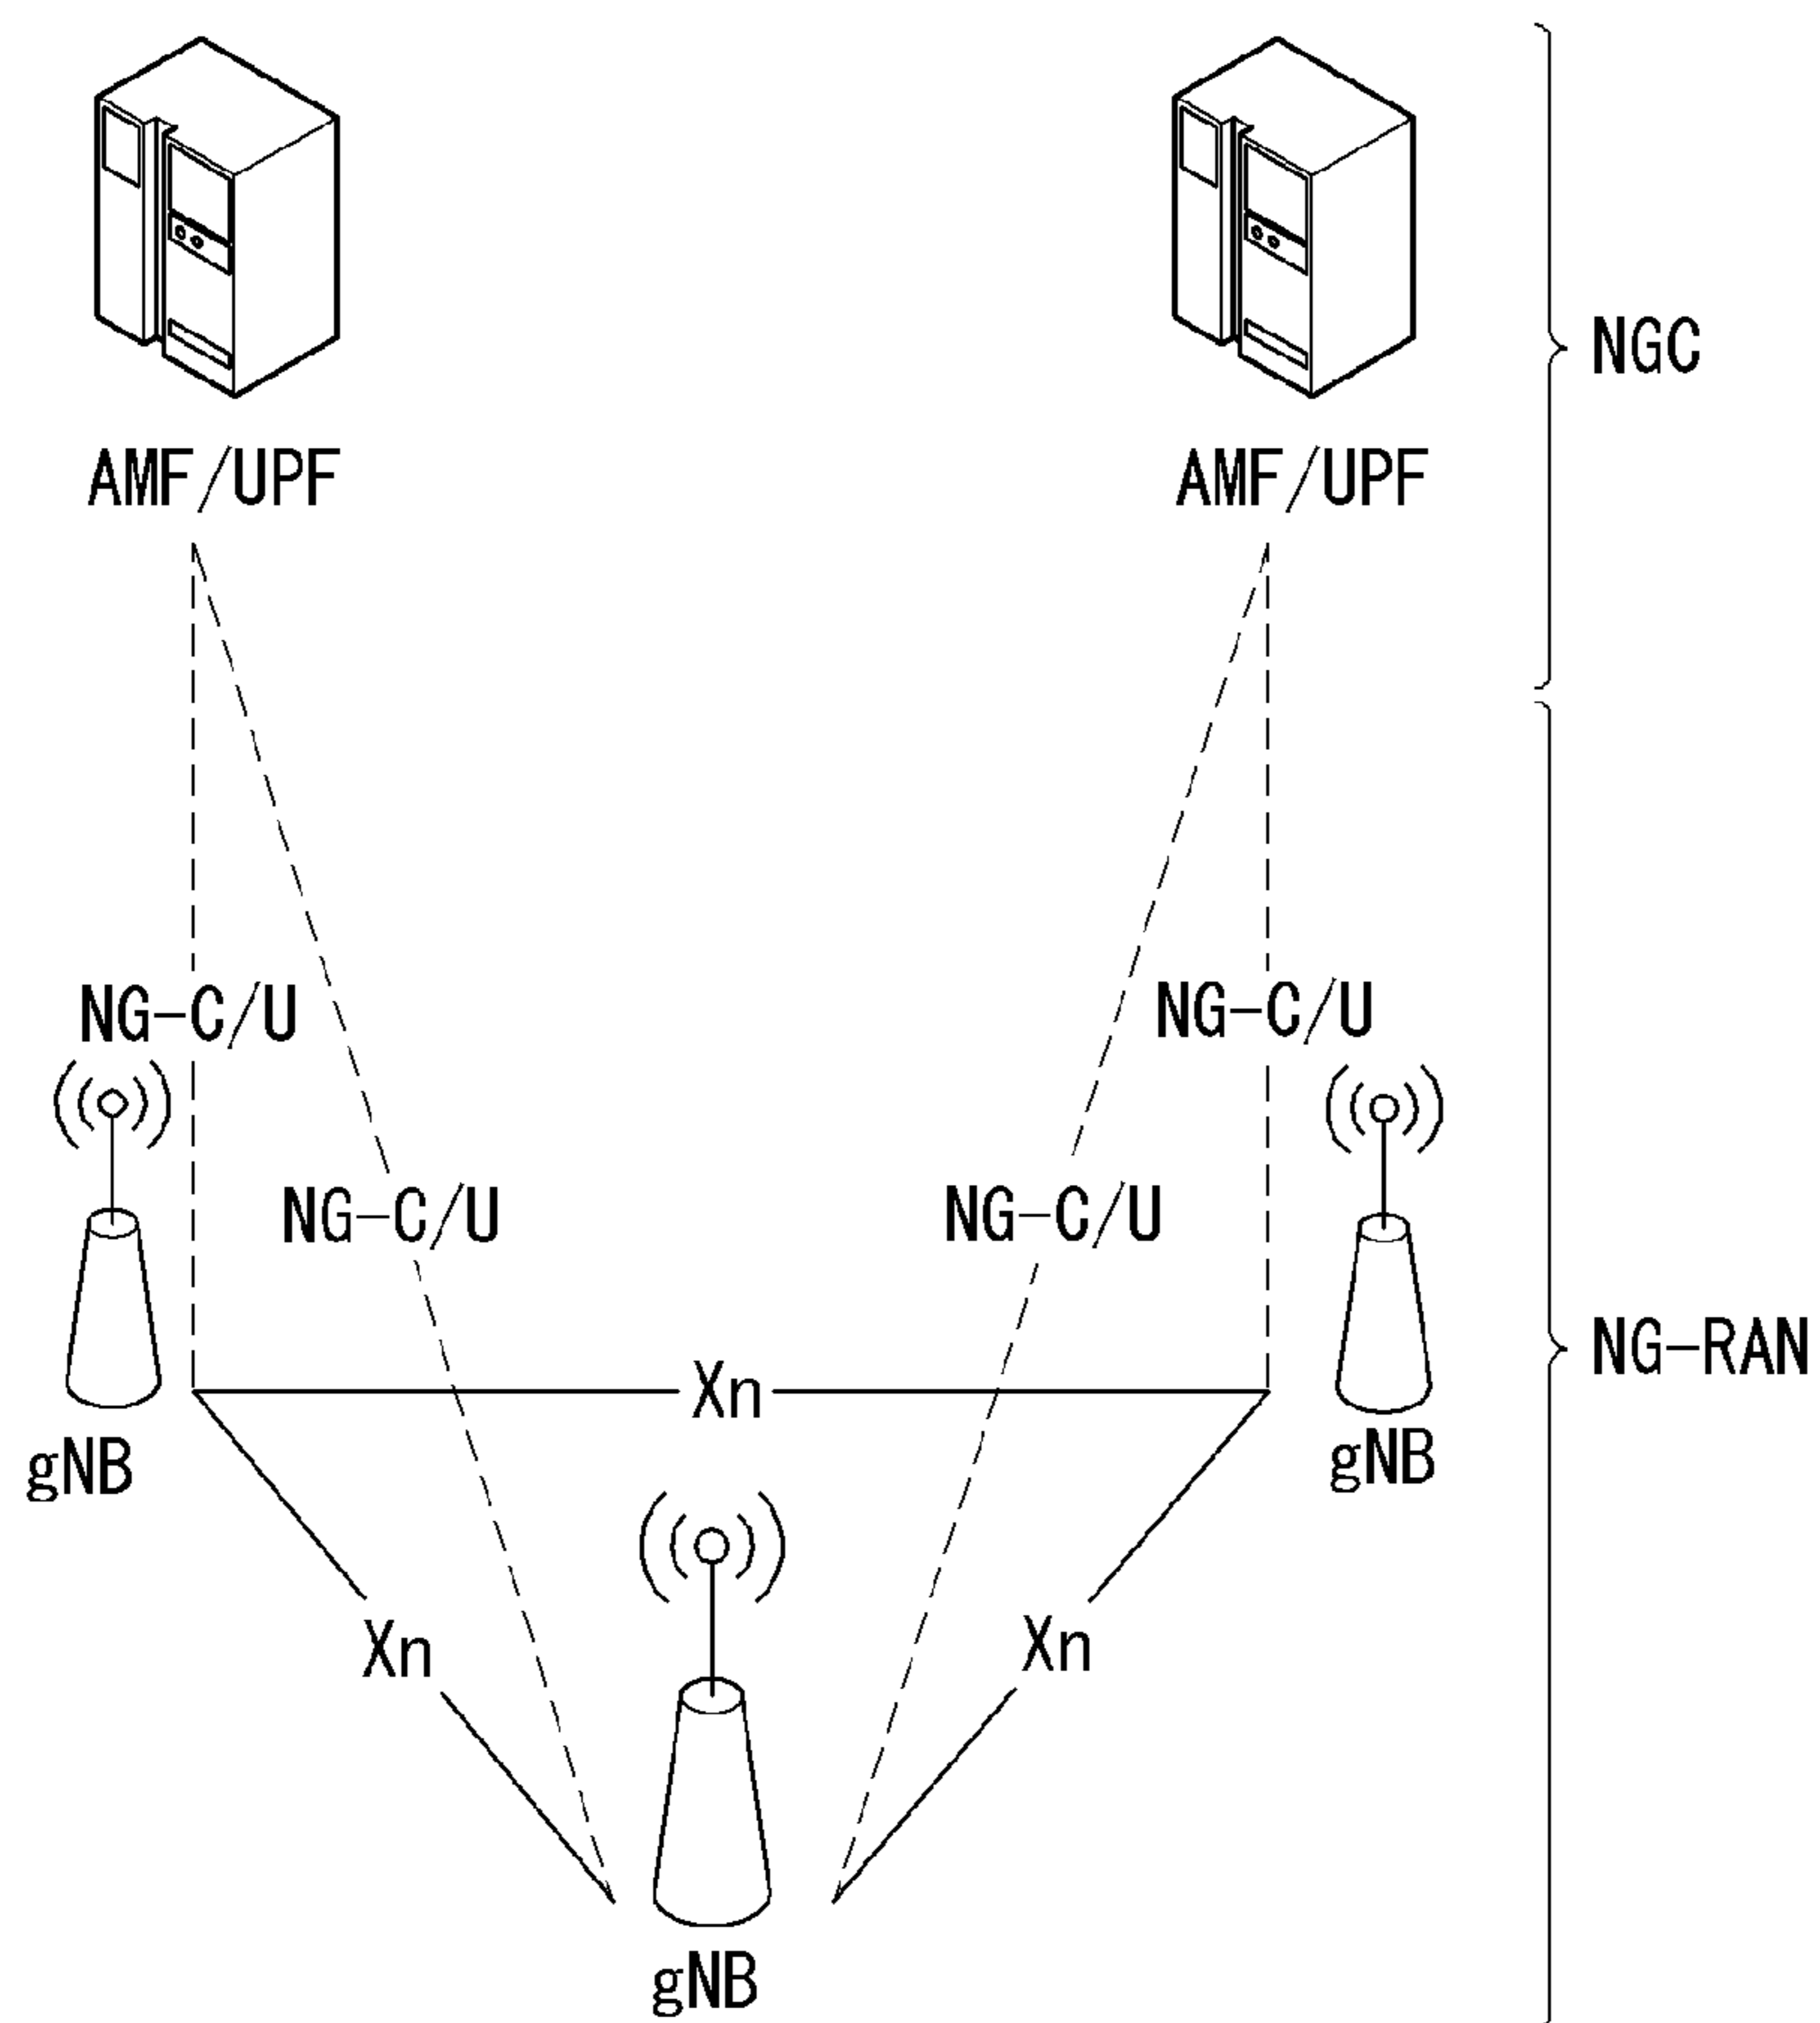 NGC
AMF/UPF
AMF/UPF
NG-C/U
NG-C/U
NG-C/U
NG-C/U
NG-RAN
Xn
gNB
gNB
Xn
Xn
gNB